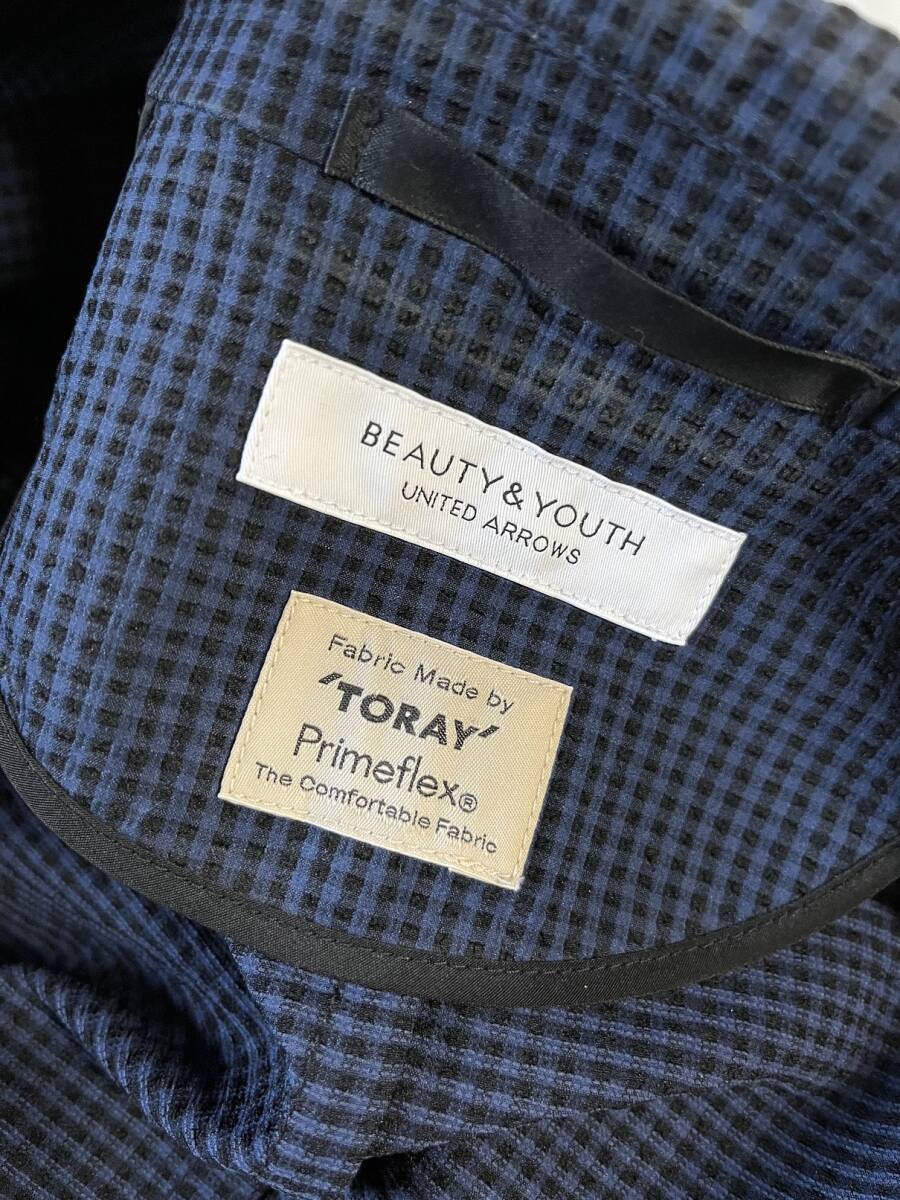 BEAUTY & YOUTH
UNITED ARROWS
Fabric Made by
'TORAY'
Primeflex®
The Comfortable Fabric